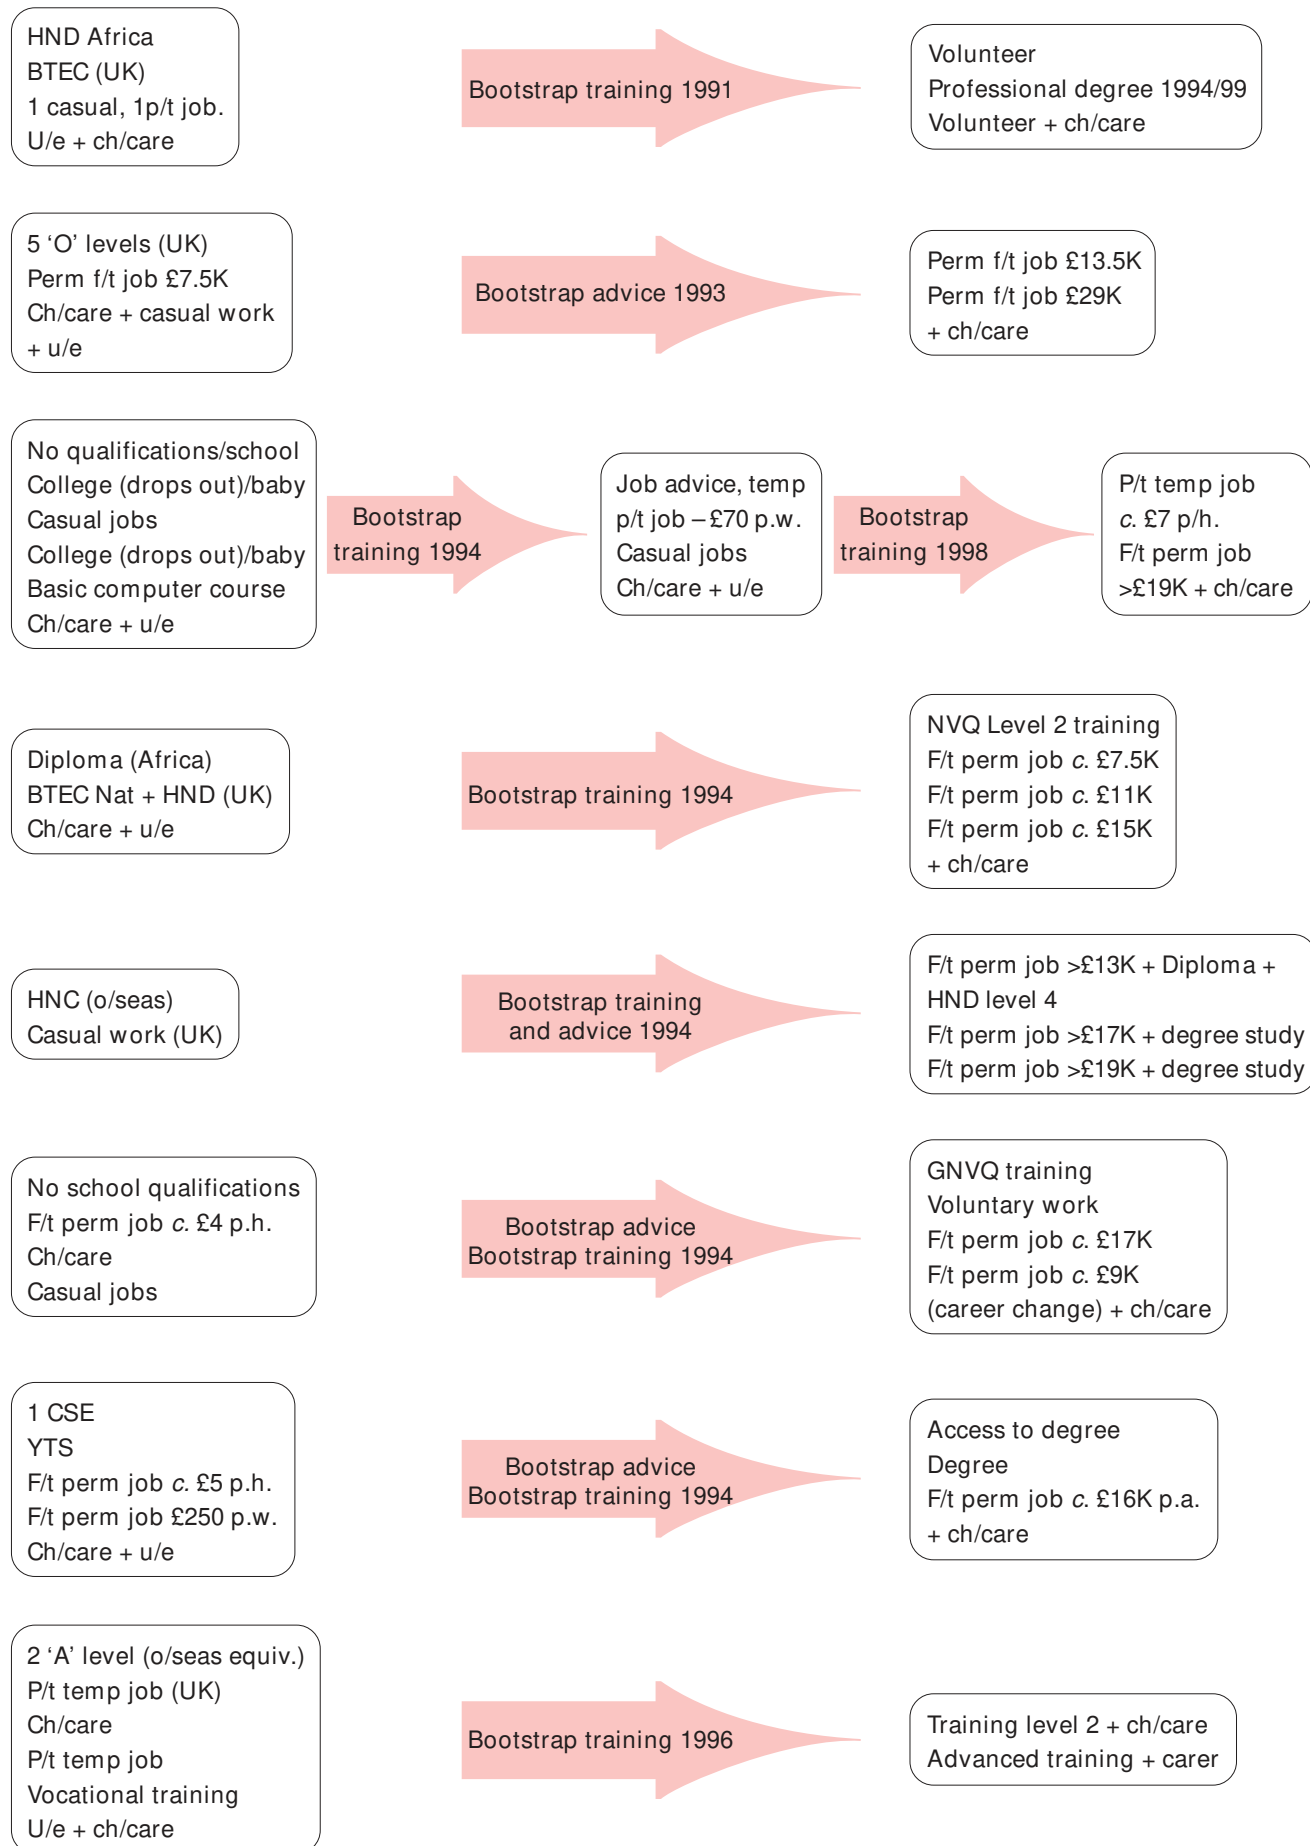 HND Africa
BTEC (UK)
1 casual, 1p/t job.
U/e + ch/care
Bootstrap training 1991
Volunteer
Professional degree 1994/99
Volunteer + ch/care
5 ‘O’ levels (UK)
Perm f/t job £7.5K
Ch/care + casual work
+ u/e
Bootstrap advice 1993
Perm f/t job £13.5K
Perm f/t job £29K
+ ch/care
No qualifications/school
College (drops out)/baby
Casual jobs
College (drops out)/baby
Basic computer course
Ch/care + u/e
Bootstrap
training 1994
Job advice, temp
p/t job – £70 p.w.
Casual jobs
Ch/care + u/e
Bootstrap
training 1998
P/t temp job
c. £7 p/h.
F/t perm job
>£19K + ch/care
Diploma (Africa)
BTEC Nat + HND (UK)
Ch/care + u/e
Bootstrap training 1994
NVQ Level 2 training
F/t perm job c. £7.5K
F/t perm job c. £11K
F/t perm job c. £15K
+ ch/care
HNC (o/seas)
Casual work (UK)
Bootstrap training
and advice 1994
F/t perm job >£13K + Diploma +
HND level 4
F/t perm job >£17K + degree study
F/t perm job >£19K + degree study
No school qualifications
F/t perm job c. £4 p.h.
Ch/care
Casual jobs
Bootstrap advice
Bootstrap training 1994
GNVQ training
Voluntary work
F/t perm job c. £17K
F/t perm job c. £9K
(career change) + ch/care
1 CSE
YTS
F/t perm job c. £5 p.h.
F/t perm job £250 p.w.
Ch/care + u/e
Bootstrap advice
Bootstrap training 1994
Access to degree
Degree
F/t perm job c. £16K p.a.
+ ch/care
2 ‘A’ level (o/seas equiv.)
P/t temp job (UK)
Ch/care
P/t temp job
Vocational training
U/e + ch/care
Bootstrap training 1996
Training level 2 + ch/care
Advanced training + carer